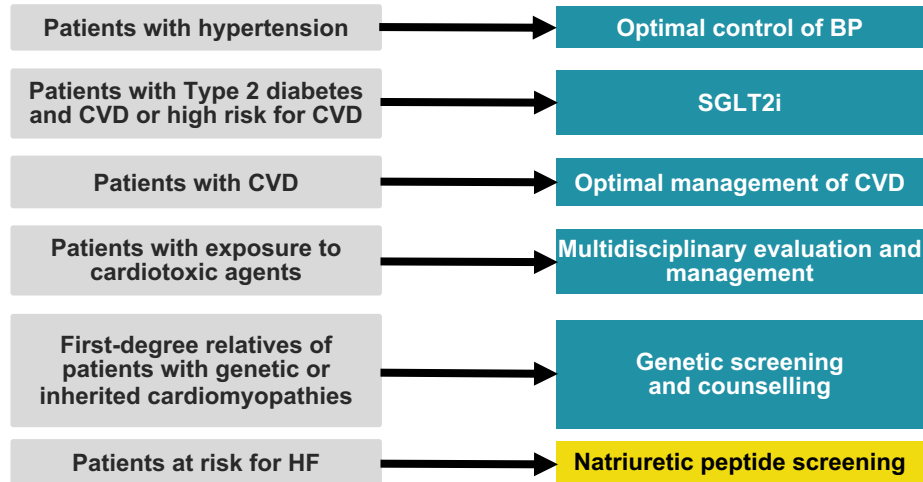 Patients with hypertension
Optimal control of BP
Patients with Type 2 diabetes
and CVD or high risk for CVD
SGLT2i
Patients with CVD
Optimal management of CVD
Patients with exposure to
cardiotoxic agents
Multidisciplinary evaluation and
management
First-degree relatives of
patients with genetic or
inherited cardiomyopathies
Genetic screening
and counselling
Patients at risk for HF
Natriuretic peptide screening